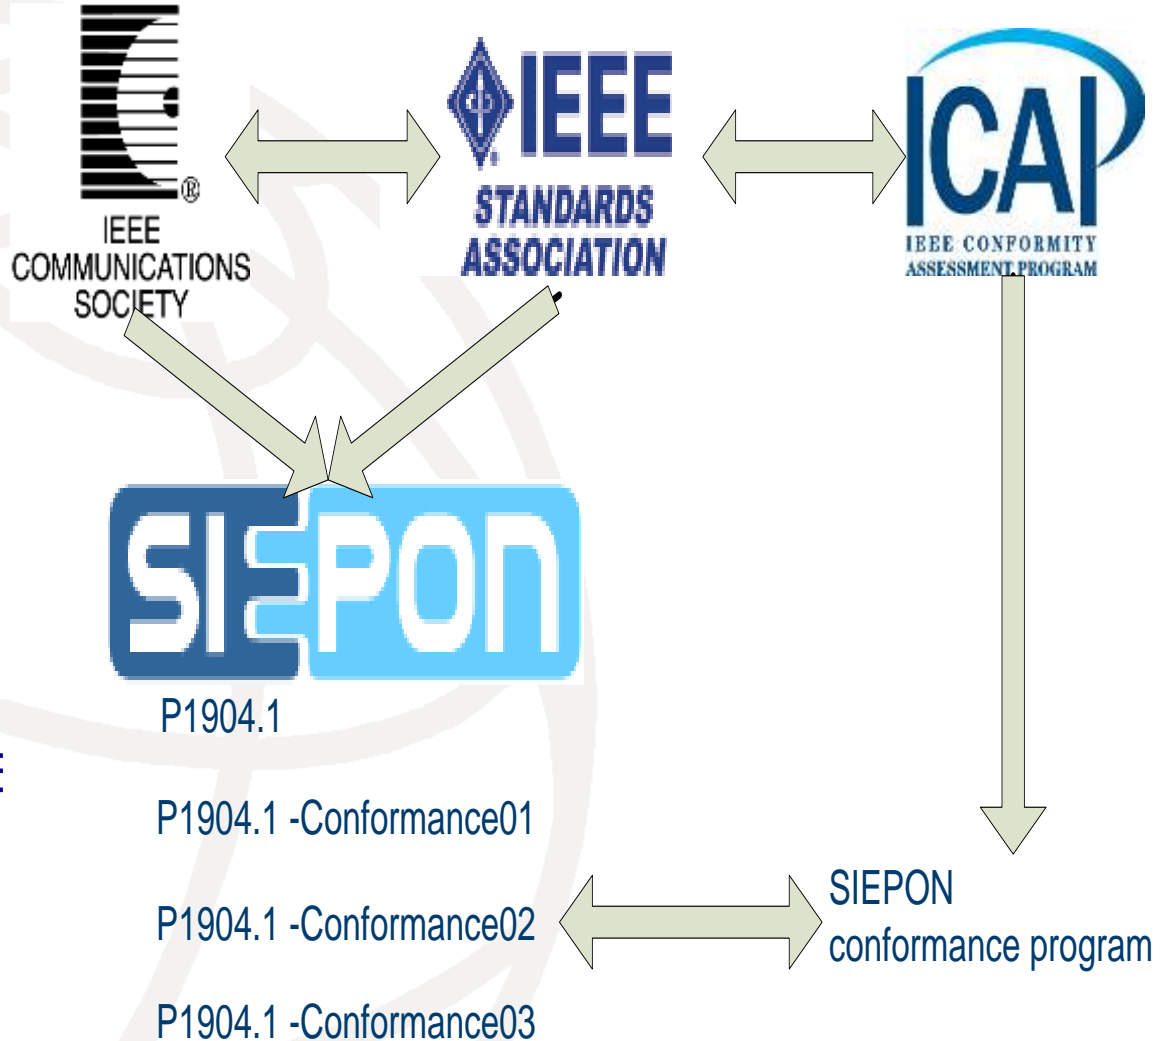 ®
IEEE
COMMUNICATIONS
SOCIETY
IEEE
®
STANDARDS
ASSOCIATION
ICAP
IEEE CONFORMITY
ASSESSMENT PROGRAM
SIEPON
P1904.1
P1904.1 -Conformance01
P1904.1 -Conformance02
P1904.1 -Conformance03
SIEPON
conformance program